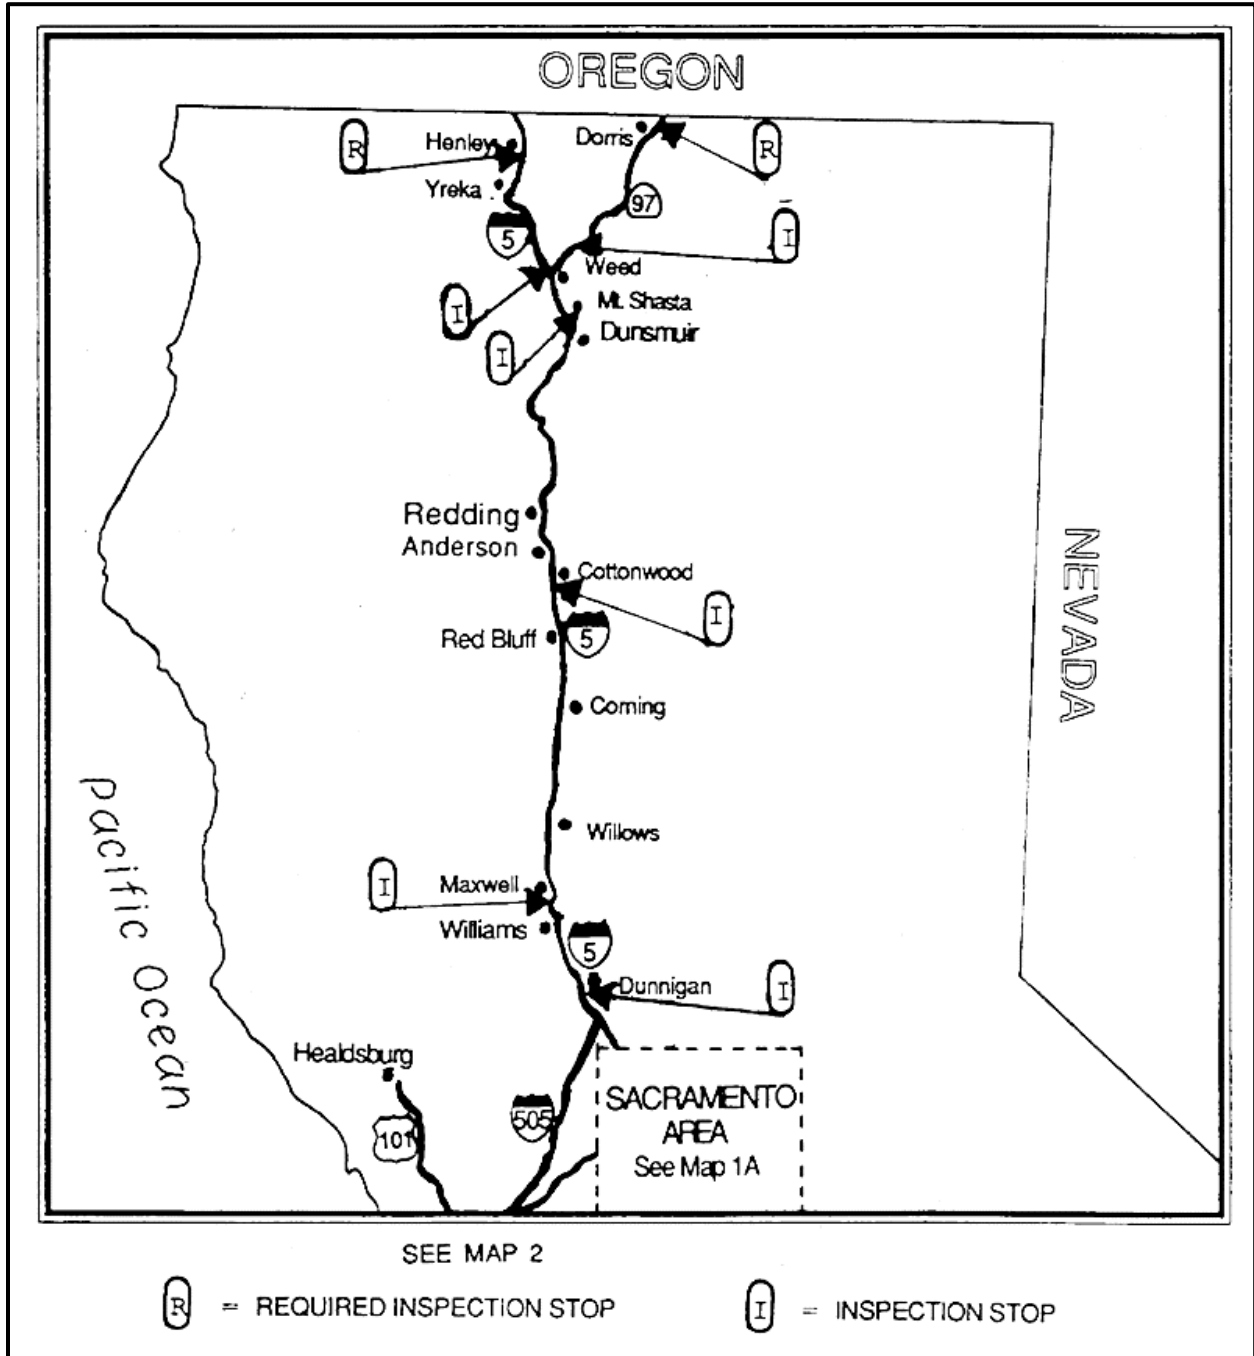 OREGON
R
Henley
Dorris
R
Yreka
97
5
I
Weed
I
Mt. Shasta
Dunsmuir
I
Redding
Anderson
Cottonwood
I
Red Bluff
5
Corning
NEVADA
pacific Ocean
Willows
I
Maxwell
Williams
5
Dunnigan
I
Healdsburg
101
505
SACRAMENTO
AREA
See Map 1A
SEE MAP 2
R = REQUIRED INSPECTION STOP
I = INSPECTION STOP